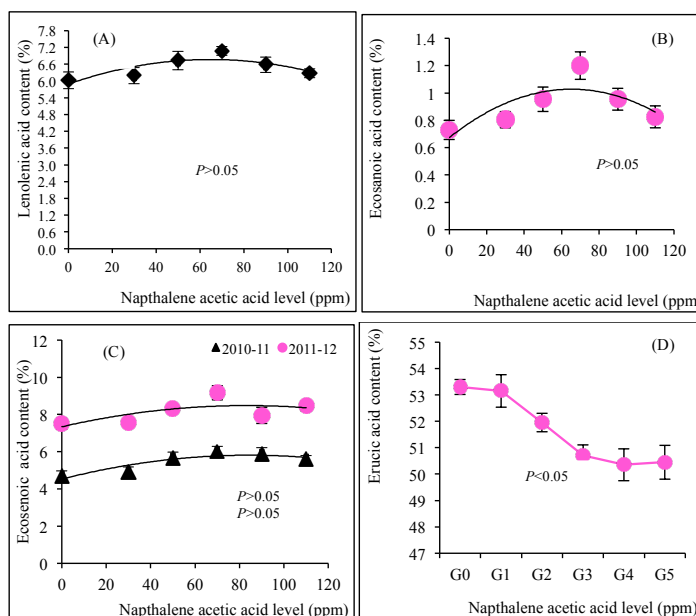 (A)
Lenolenic acid content (%)
7.8
7.2
6.6
6.0
5.4
4.8
4.2
3.6
3.0
2.4
1.8
1.2
0.6
0.0
P>0.05
0 20 40 60 80 100 120
Napthalene acetic acid level (ppm)
(B)
Ecosanoic acid content (%)
1.4
1.2
1
0.8
0.6
0.4
0.2
0
P>0.05
0 20 40 60 80 100 120
Napthalene acetic acid level (ppm)
(C)
2010-11 2011-12
Ecosenoic acid content (%)
12
10
8
6
4
2
0
P>0.05
P>0.05
0 20 40 60 80 100 120
Napthalene acetic acid level (ppm)
(D)
Erucic acid content (%)
55
54
53
52
51
50
49
48
47
P<0.05
G0 G1 G2 G3 G4 G5
Napthalene acetic acid level (ppm)